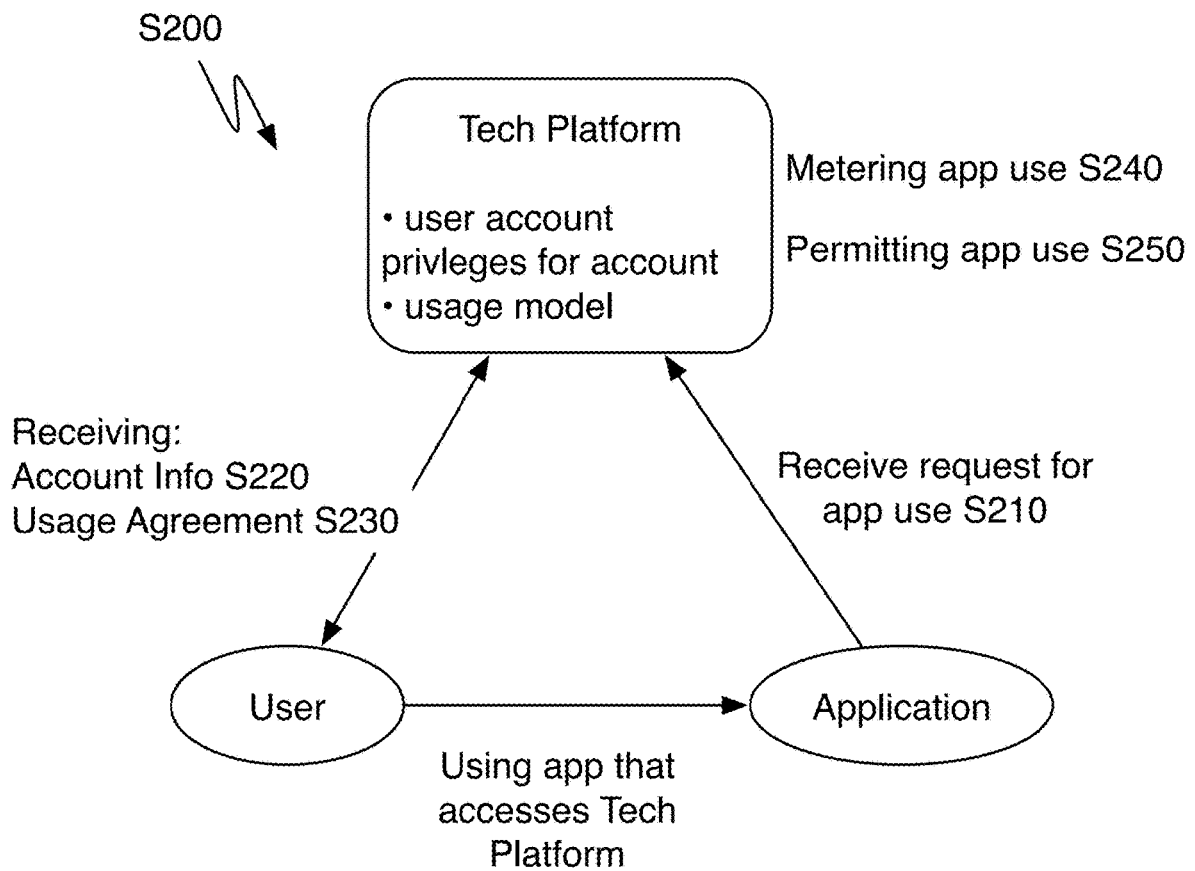 S200
Tech Platform
• user account
privleges for account
• usage model
Metering app use S240
Permitting app use S250
Receiving:
Account Info S220
Usage Agreement S230
Receive request for
app use S210
User
Application
Using app that
accesses Tech
Platform